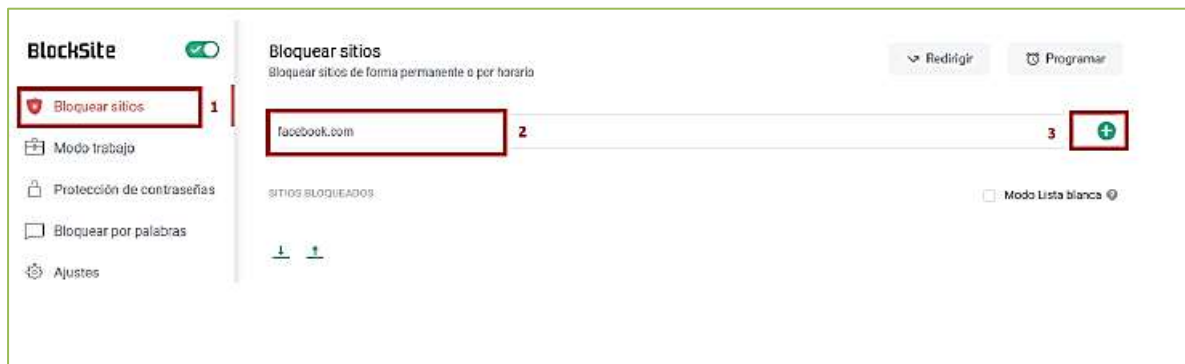 BlockSite
Bloquear sitios 1
Modo trabajo
Protección de contraseñas
Bloquear por palabras
Ajustes
Bloquear sitios
Bloquear sitios de forma permanente o por horario
Redirigir
Programar
facebook.com 2 3
SITIOS BLOQUEADOS
Modo Lista blanca